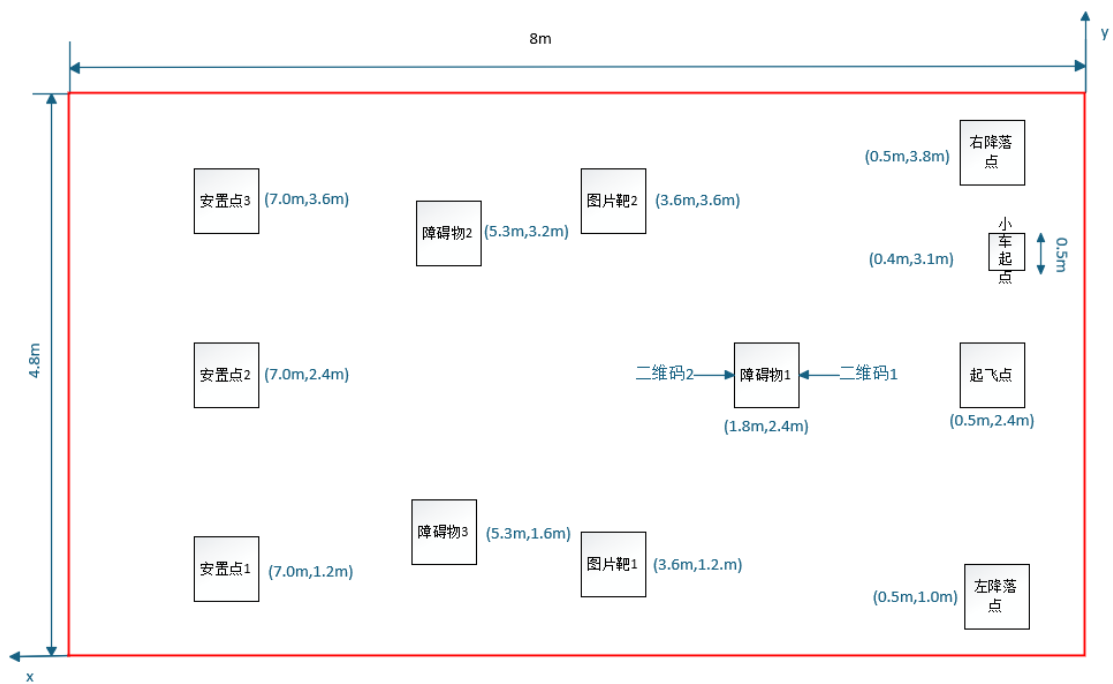 8m
y
右降落
点
(0.5m,3.8m)
安置点3
(7.0m,3.6m)
图片靶2
(3.6m,3.6m)
障碍物2
(5.3m,3.2m)
小
车
起
点
(0.4m,3.1m)
0.5m
4.8m
安置点2
(7.0m,2.4m)
二维码2
障碍物1
二维码1
起飞点
(1.8m,2.4m)
(0.5m,2.4m)
障碍物3
(5.3m,1.6m)
安置点1
(7.0m,1.2m)
图片靶1
(3.6m,1.2.m)
左降落
点
(0.5m,1.0m)
x